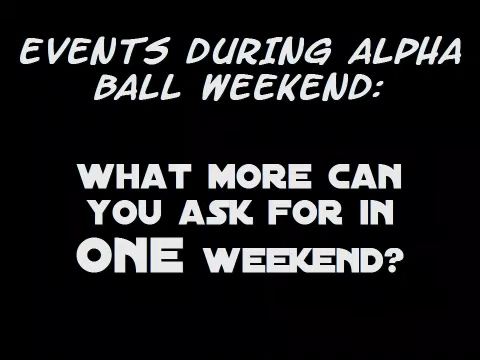 EVENTS DURING ALPHA
BALL WEEKEND:
WHAT MORE CAN
YOU ASK FOR IN
ONE WEEKEND?